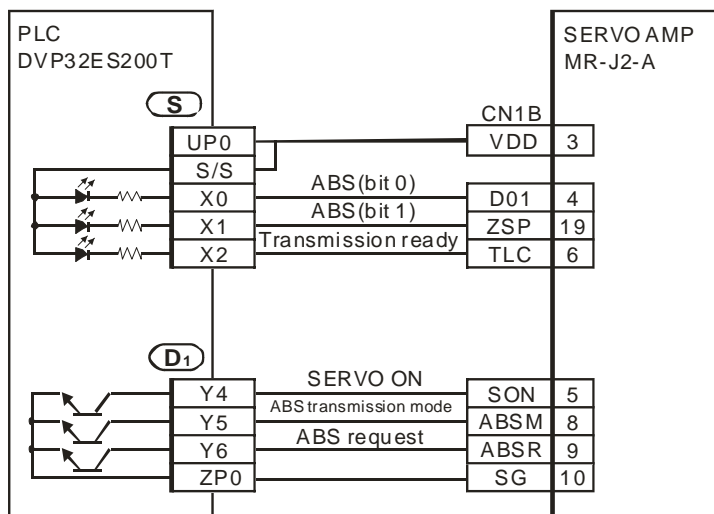 PLC
DVP32ES200T
SERVO AMP
MR-J2-A
S
CN1B
UP0
VDD 3
S/S
X0 ABS(bit 0) D01 4
X1 ABS(bit 1) ZSP 19
X2 Transmission ready TLC 6
D1
Y4 SERVO ON SON 5
Y5 ABS transmission mode ABSM 8
Y6 ABS request ABSR 9
ZP0 SG 10